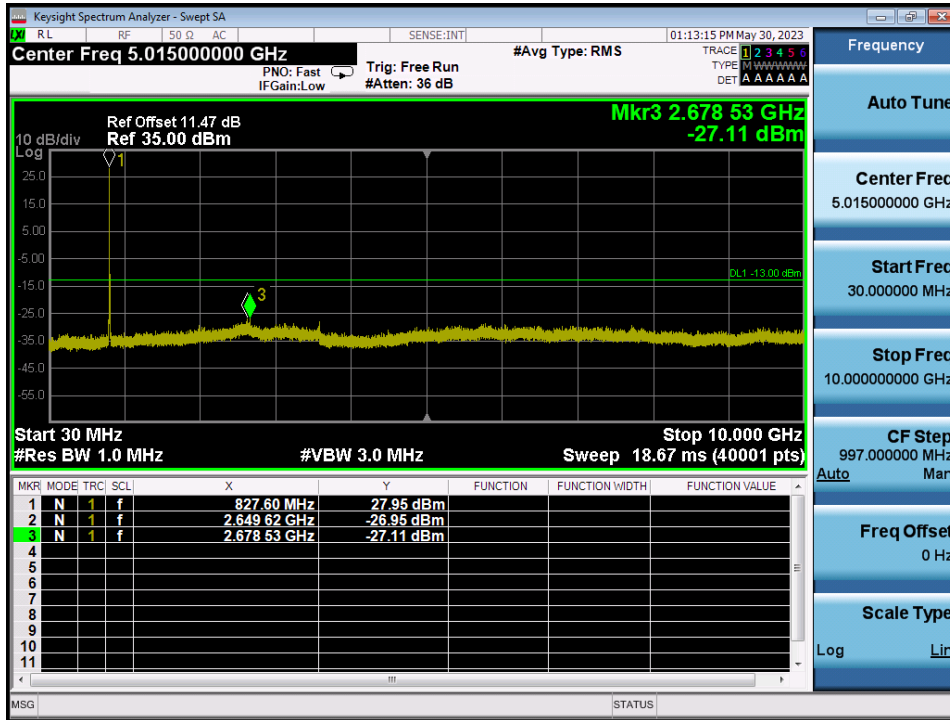 Keysight Spectrum Analyzer - Swept SA
LXI RL RF 50 Ω AC SENSE:INT 01:13:15 PM May 30, 2023
Center Freq 5.015000000 GHz
PNO: Fast
IFGain:Low
Trig: Free Run
#Atten: 36 dB
#Avg Type: RMS
TRACE 1 2 3 4 5 6
TYPE M W W W W W
DET A A A A A A
Mkr3 2.678 53 GHz
-27.11 dBm
Ref Offset 11.47 dB
10 dB/div Ref 35.00 dBm
Log
1
25.0
15.0
5.00
-5.00
DL1 -13.00 dBm
-15.0
3
-25.0
-35.0
-45.0
-55.0
Start 30 MHz Stop 10.000 GHz
#Res BW 1.0 MHz #VBW 3.0 MHz Sweep 18.67 ms (40001 pts)
MKR MODE TRC SCL X Y FUNCTION FUNCTION WIDTH FUNCTION VALUE
1 N 1 f 827.60 MHz 27.95 dBm
2 N 1 f 2.649 62 GHz -26.95 dBm
3 N 1 f 2.678 53 GHz -27.11 dBm
4
5
6
7
8
9
10
11
MSG STATUS
Frequency
Auto Tune
Center Freq
5.015000000 GHz
Start Freq
30.000000 MHz
Stop Freq
10.000000000 GHz
CF Step
997.000000 MHz
Auto Man
Freq Offset
0 Hz
Scale Type
Log Lin